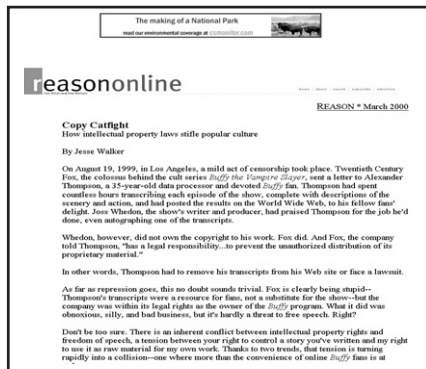 The making of a National Park
read our environmental coverage at csmonitor.com
reasononline
home | about | search | subscribe | advertise
REASON * March 2000
Copy Catfight
How intellectual property laws stifle popular culture
By Jesse Walker
On August 19, 1999, in Los Angeles, a mild act of censorship took place. Twentieth Century
Fox, the colossus behind the cult series Buffy the Vampire Slayer, sent a letter to Alexander
Thompson, a 35-year-old data processor and devoted Buffy fan. Thompson had spent
countless hours transcribing each episode of the show, complete with descriptions of the
scenery and action, and had posted the results on the World Wide Web, to his fellow fans'
delight. Joss Whedon, the show's writer and producer, had praised Thompson for the job he'd
done, even autographing one of the transcripts.
Whedon, however, did not own the copyright to his work. Fox did. And Fox, the company
told Thompson, "has a legal responsibility...to prevent the unauthorized distribution of its
proprietary material."
In other words, Thompson had to remove his transcripts from his Web site or face a lawsuit.
As far as repression goes, this no doubt sounds trivial. Fox is clearly being stupid--
Thompson's transcripts were a resource for fans, not a substitute for the show--but the
company was within its legal rights as the owner of the Buffy program. What it did was
obnoxious, silly, and bad business, but it's hardly a threat to free speech. Right?
Don't be too sure. There is an inherent conflict between intellectual property rights and
freedom of speech, a tension between your right to control a story you've written and my right
to use it as raw material for my own work. Thanks to two trends, that tension is turning
rapidly into a collision--one where more than the convenience of online Buffy fans is at